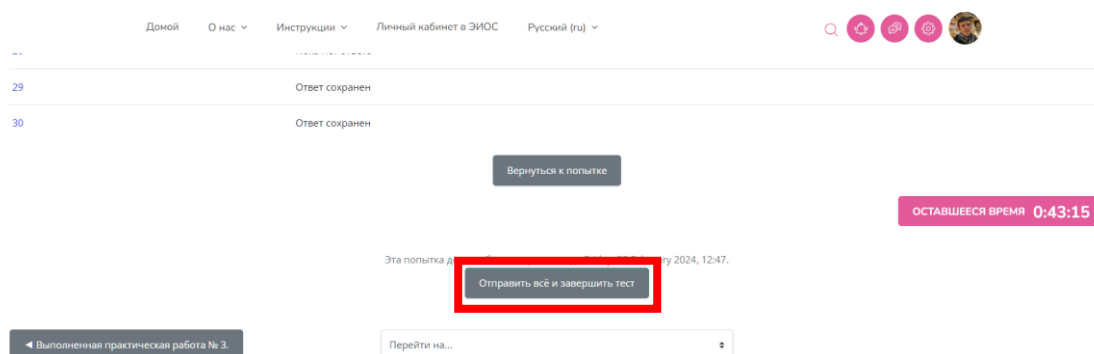 Домой О нас Инструкции Личный кабинет в ЭИОС Русский (ru)
29 Ответ сохранен
30 Ответ сохранен
Вернуться к попытке
ОСТАВШЕЕСЯ ВРЕМЯ 0:43:15
Эта попытка 2024, 12:47.
Отправить всё и завершить тест
◄ Выполненная практическая работа № 3.
Перейти на...